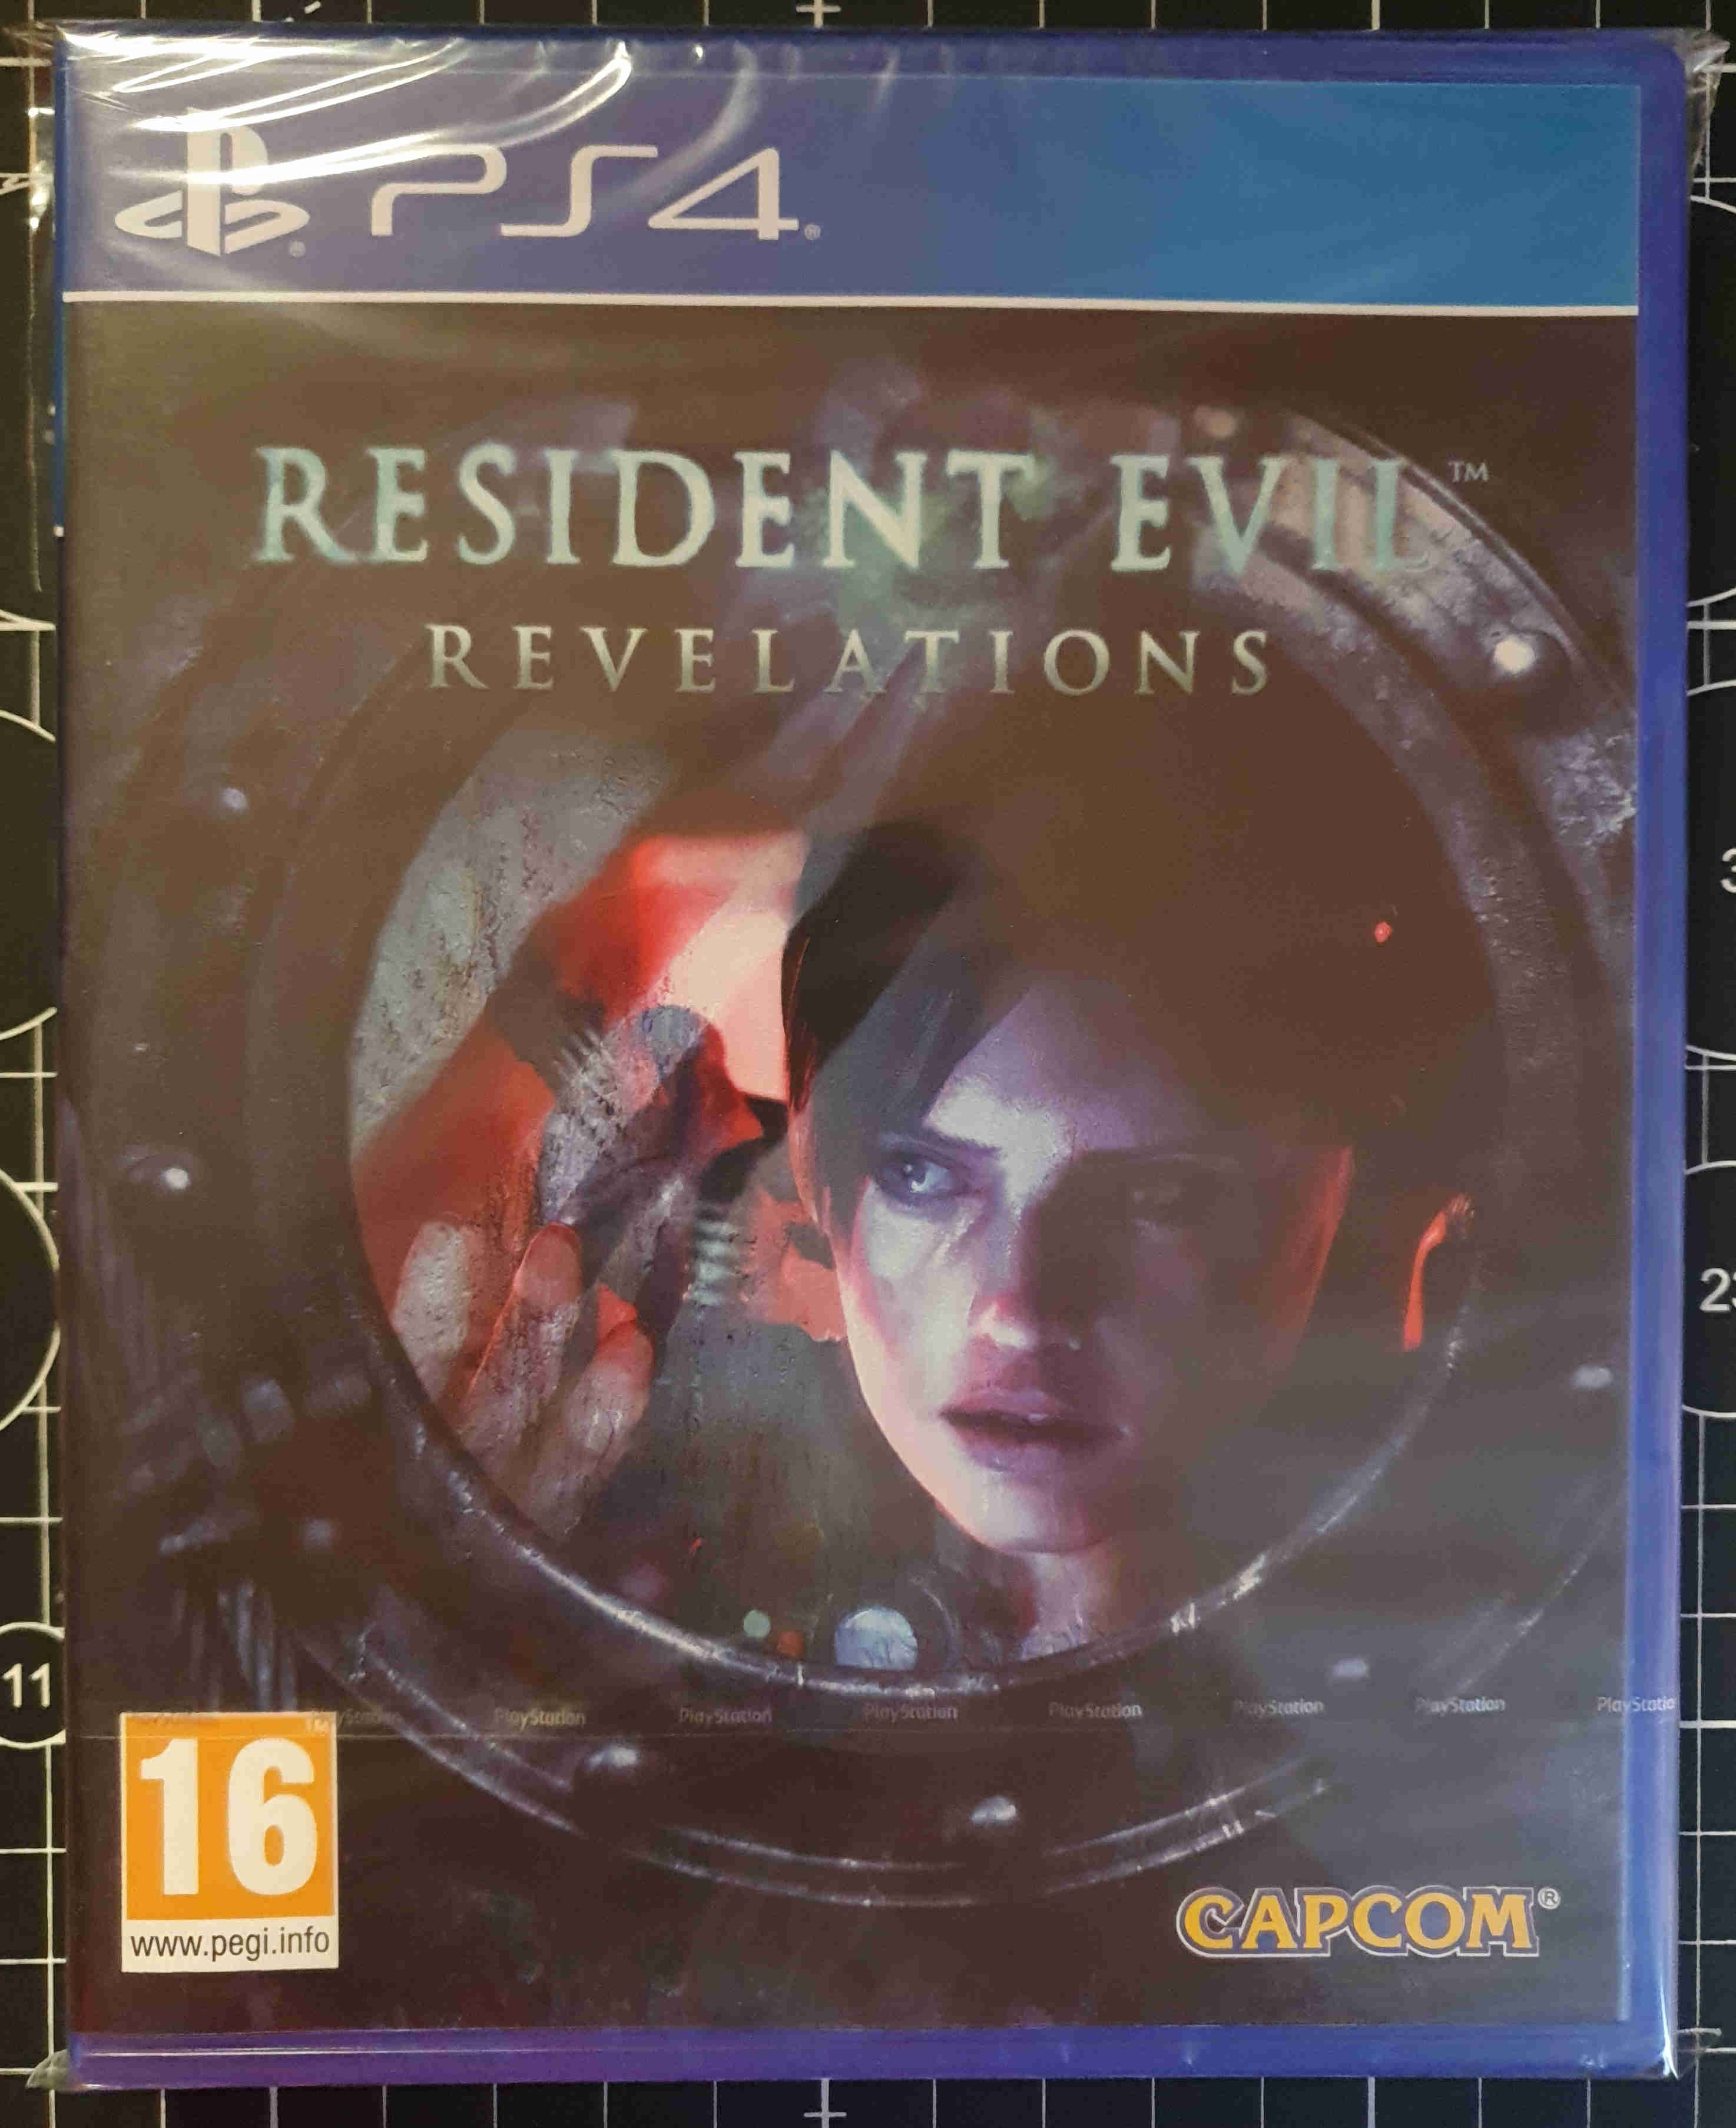 PS4®
RESIDENT EVIL™
REVELATIONS
PlayStation PlayStation PlayStation PlayStation PlayStation PlayStation
16
www.pegi.info
CAPCOM®
11